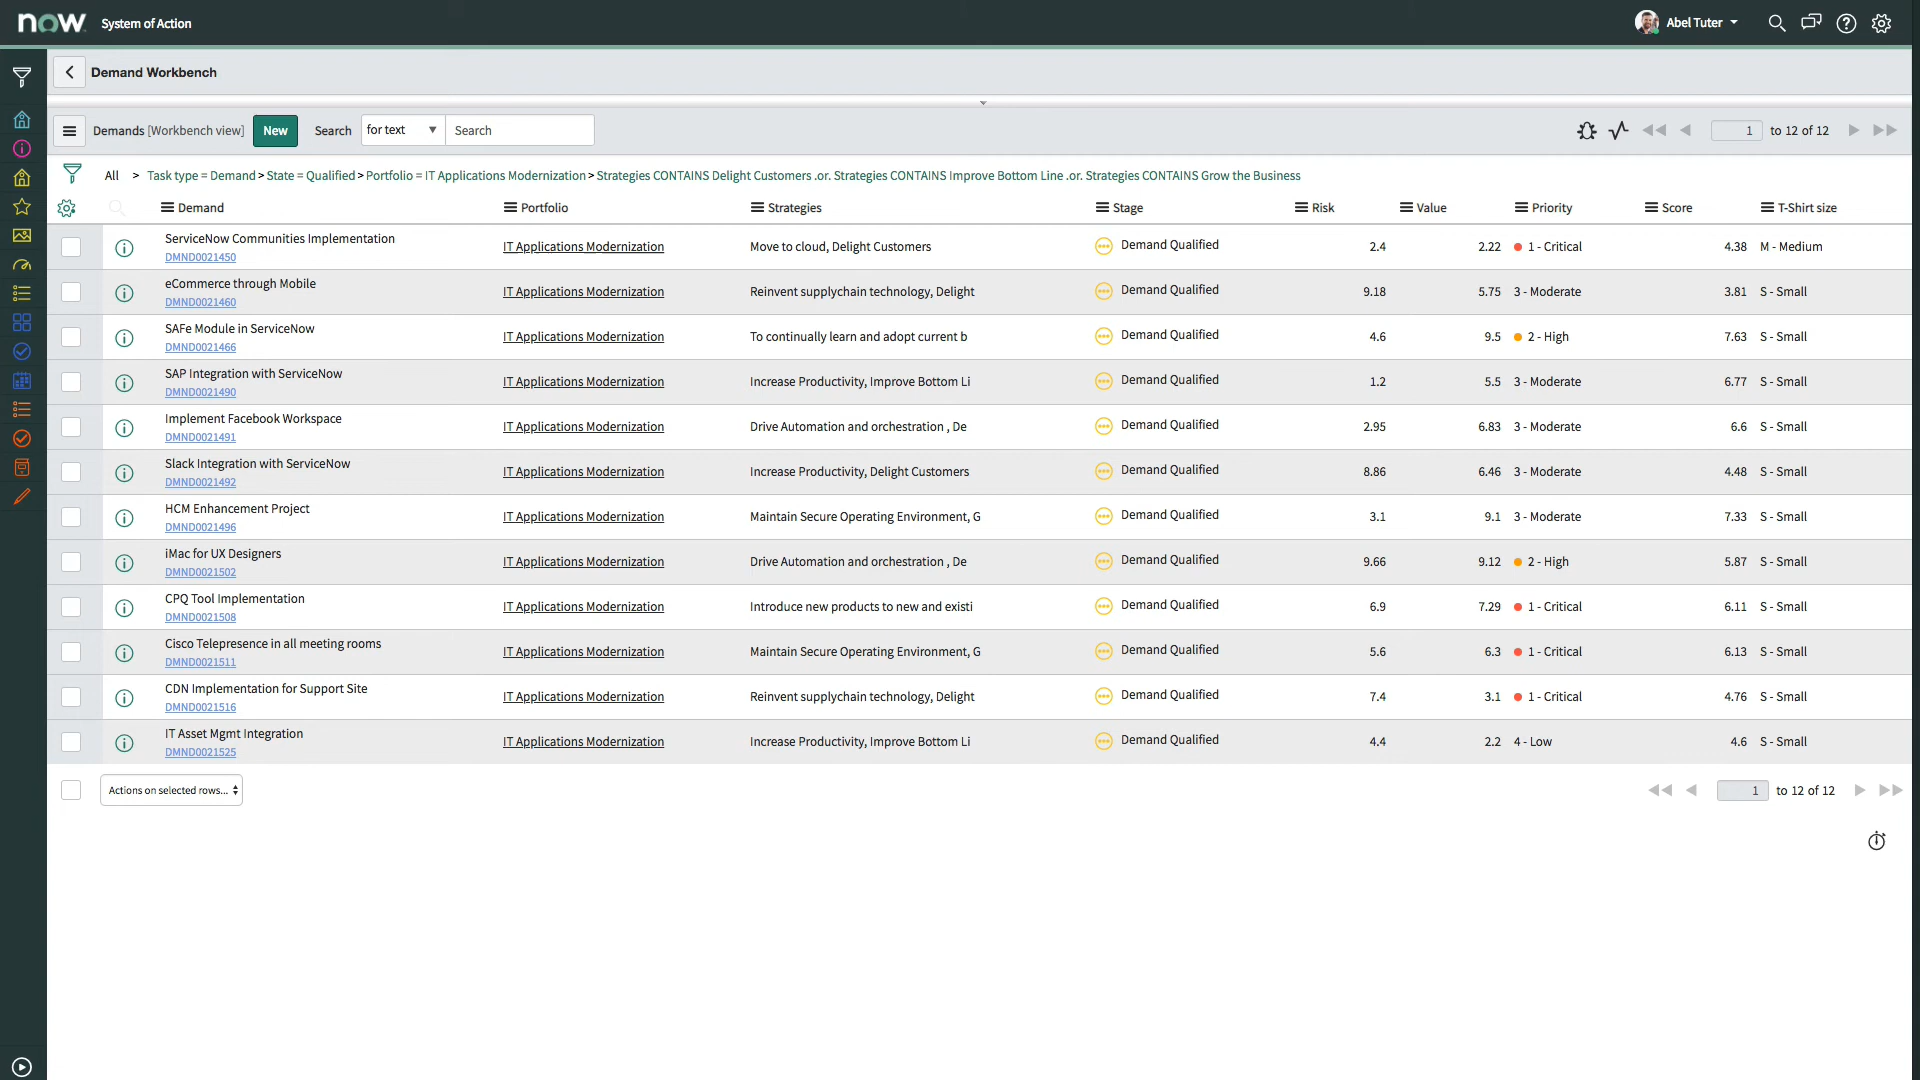 now. System of Action
Abel Tuter
Demand Workbench
Demands [Workbench view] New Search for text Search 1 to 12 of 12
All > Task type = Demand > State = Qualified > Portfolio = IT Applications Modernization > Strategies CONTAINS Delight Customers .or. Strategies CONTAINS Improve Bottom Line .or. Strategies CONTAINS Grow the Business
Demand Portfolio Strategies Stage Risk Value Priority Score T-Shirt size
ServiceNow Communities Implementation
DMND0021450 IT Applications Modernization Move to cloud, Delight Customers Demand Qualified 2.4 2.22 1 - Critical 4.38 M - Medium
eCommerce through Mobile
DMND0021460 IT Applications Modernization Reinvent supplychain technology, Delight Demand Qualified 9.18 5.75 3 - Moderate 3.81 S - Small
SAFe Module in ServiceNow
DMND0021466 IT Applications Modernization To continually learn and adopt current b Demand Qualified 4.6 9.5 2 - High 7.63 S - Small
SAP Integration with ServiceNow
DMND0021490 IT Applications Modernization Increase Productivity, Improve Bottom Li Demand Qualified 1.2 5.5 3 - Moderate 6.77 S - Small
Implement Facebook Workspace
DMND0021491 IT Applications Modernization Drive Automation and orchestration , De Demand Qualified 2.95 6.83 3 - Moderate 6.6 S - Small
Slack Integration with ServiceNow
DMND0021492 IT Applications Modernization Increase Productivity, Delight Customers Demand Qualified 8.86 6.46 3 - Moderate 4.48 S - Small
HCM Enhancement Project
DMND0021496 IT Applications Modernization Maintain Secure Operating Environment, G Demand Qualified 3.1 9.1 3 - Moderate 7.33 S - Small
iMac for UX Designers
DMND0021502 IT Applications Modernization Drive Automation and orchestration , De Demand Qualified 9.66 9.12 2 - High 5.87 S - Small
CPQ Tool Implementation
DMND0021508 IT Applications Modernization Introduce new products to new and existi Demand Qualified 6.9 7.29 1 - Critical 6.11 S - Small
Cisco Telepresence in all meeting rooms
DMND0021511 IT Applications Modernization Maintain Secure Operating Environment, G Demand Qualified 5.6 6.3 1 - Critical 6.13 S - Small
CDN Implementation for Support Site
DMND0021516 IT Applications Modernization Reinvent supplychain technology, Delight Demand Qualified 7.4 3.1 1 - Critical 4.76 S - Small
IT Asset Mgmt Integration
DMND0021525 IT Applications Modernization Increase Productivity, Improve Bottom Li Demand Qualified 4.4 2.2 4 - Low 4.6 S - Small
Actions on selected rows... 1 to 12 of 12